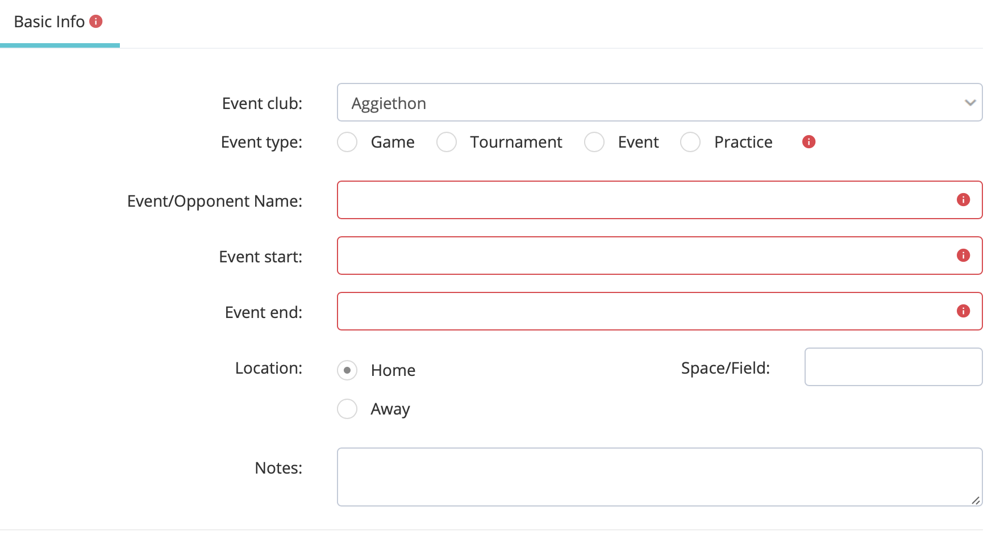 Basic Info
Event club: Aggiethon
Event type: Game Tournament Event Practice
Event/Opponent Name:
Event start:
Event end:
Location: Home Space/Field:
Away
Notes: